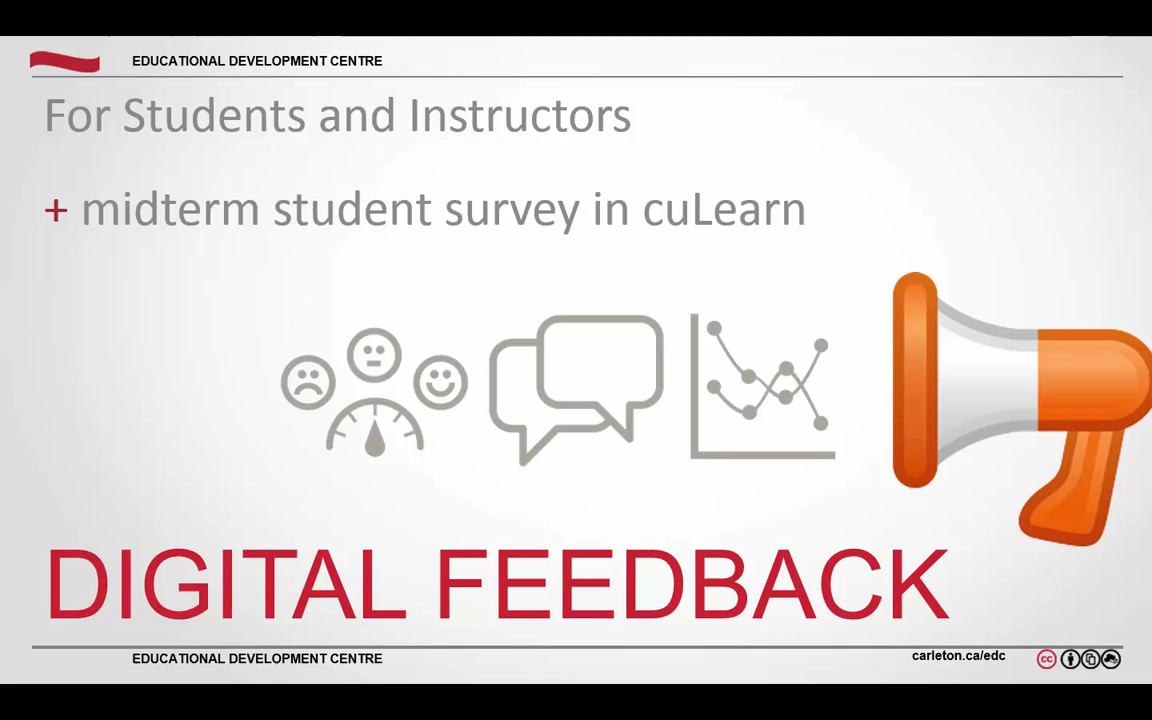 EDUCATIONAL DEVELOPMENT CENTRE
For Students and Instructors
+ midterm student survey in cuLearn
DIGITAL FEEDBACK
EDUCATIONAL DEVELOPMENT CENTRE
carleton.ca/edc
cc